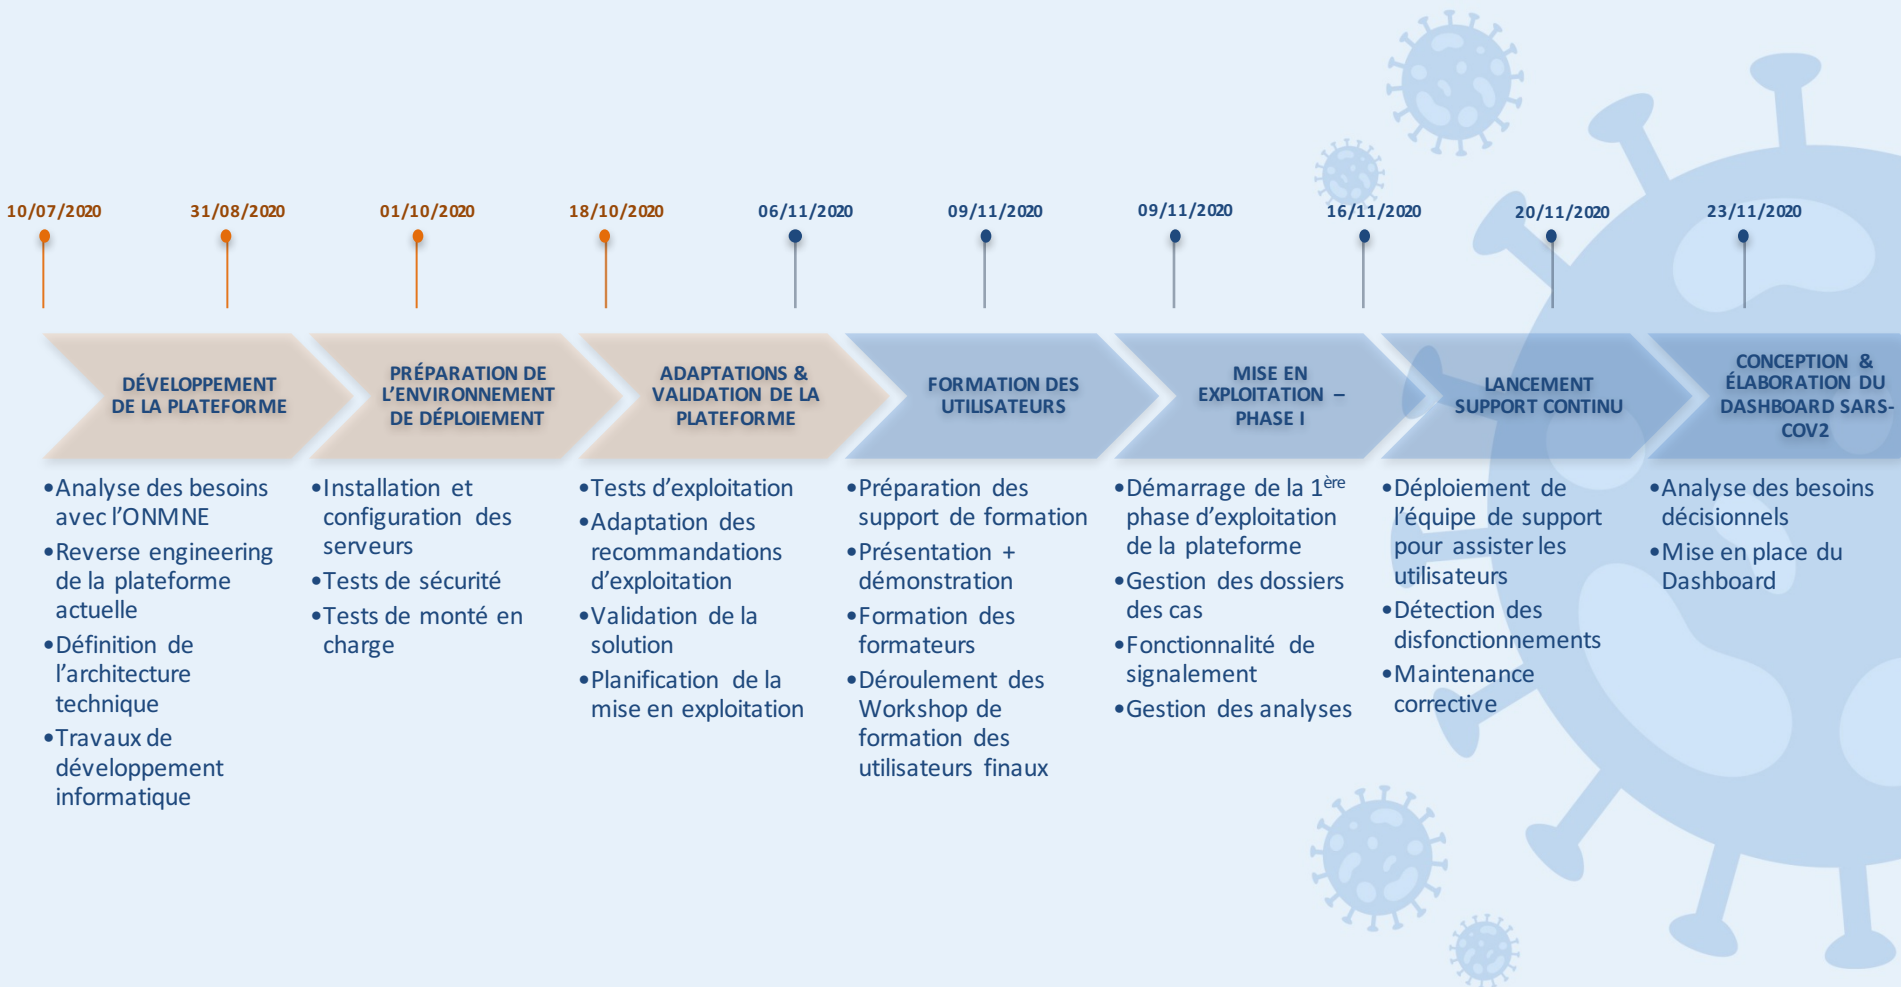 10/07/2020
31/08/2020
01/10/2020
18/10/2020
06/11/2020
09/11/2020
09/11/2020
16/11/2020
20/11/2020
23/11/2020
DÉVELOPPEMENT
DE LA PLATEFORME
•Analyse des besoins
avec l’ONMNE
•Reverse engineering
de la plateforme
actuelle
•Définition de
l’architecture
technique
•Travaux de
développement
informatique
PRÉPARATION DE
L’ENVIRONNEMENT
DE DÉPLOIEMENT
•Installation et
configuration des
serveurs
•Tests de sécurité
•Tests de monté en
charge
ADAPTATIONS &
VALIDATION DE LA
PLATEFORME
•Tests d’exploitation
•Adaptation des
recommandations
d’exploitation
•Validation de la
solution
•Planification de la
mise en exploitation
FORMATION DES
UTILISATEURS
•Préparation des
support de formation
•Présentation +
démonstration
•Formation des
formateurs
•Déroulement des
Workshop de
formation des
utilisateurs finaux
MISE EN
EXPLOITATION –
PHASE I
•Démarrage de la 1ère
phase d’exploitation
de la plateforme
•Gestion des dossiers
des cas
•Fonctionnalité de
signalement
•Gestion des analyses
LANCEMENT
SUPPORT CONTINU
•Déploiement de
l’équipe de support
pour assister les
utilisateurs
•Détection des
disfonctionnements
•Maintenance
corrective
CONCEPTION &
ÉLABORATION DU
DASHBOARD SARS-
COV2
•Analyse des besoins
décisionnels
•Mise en place du
Dashboard